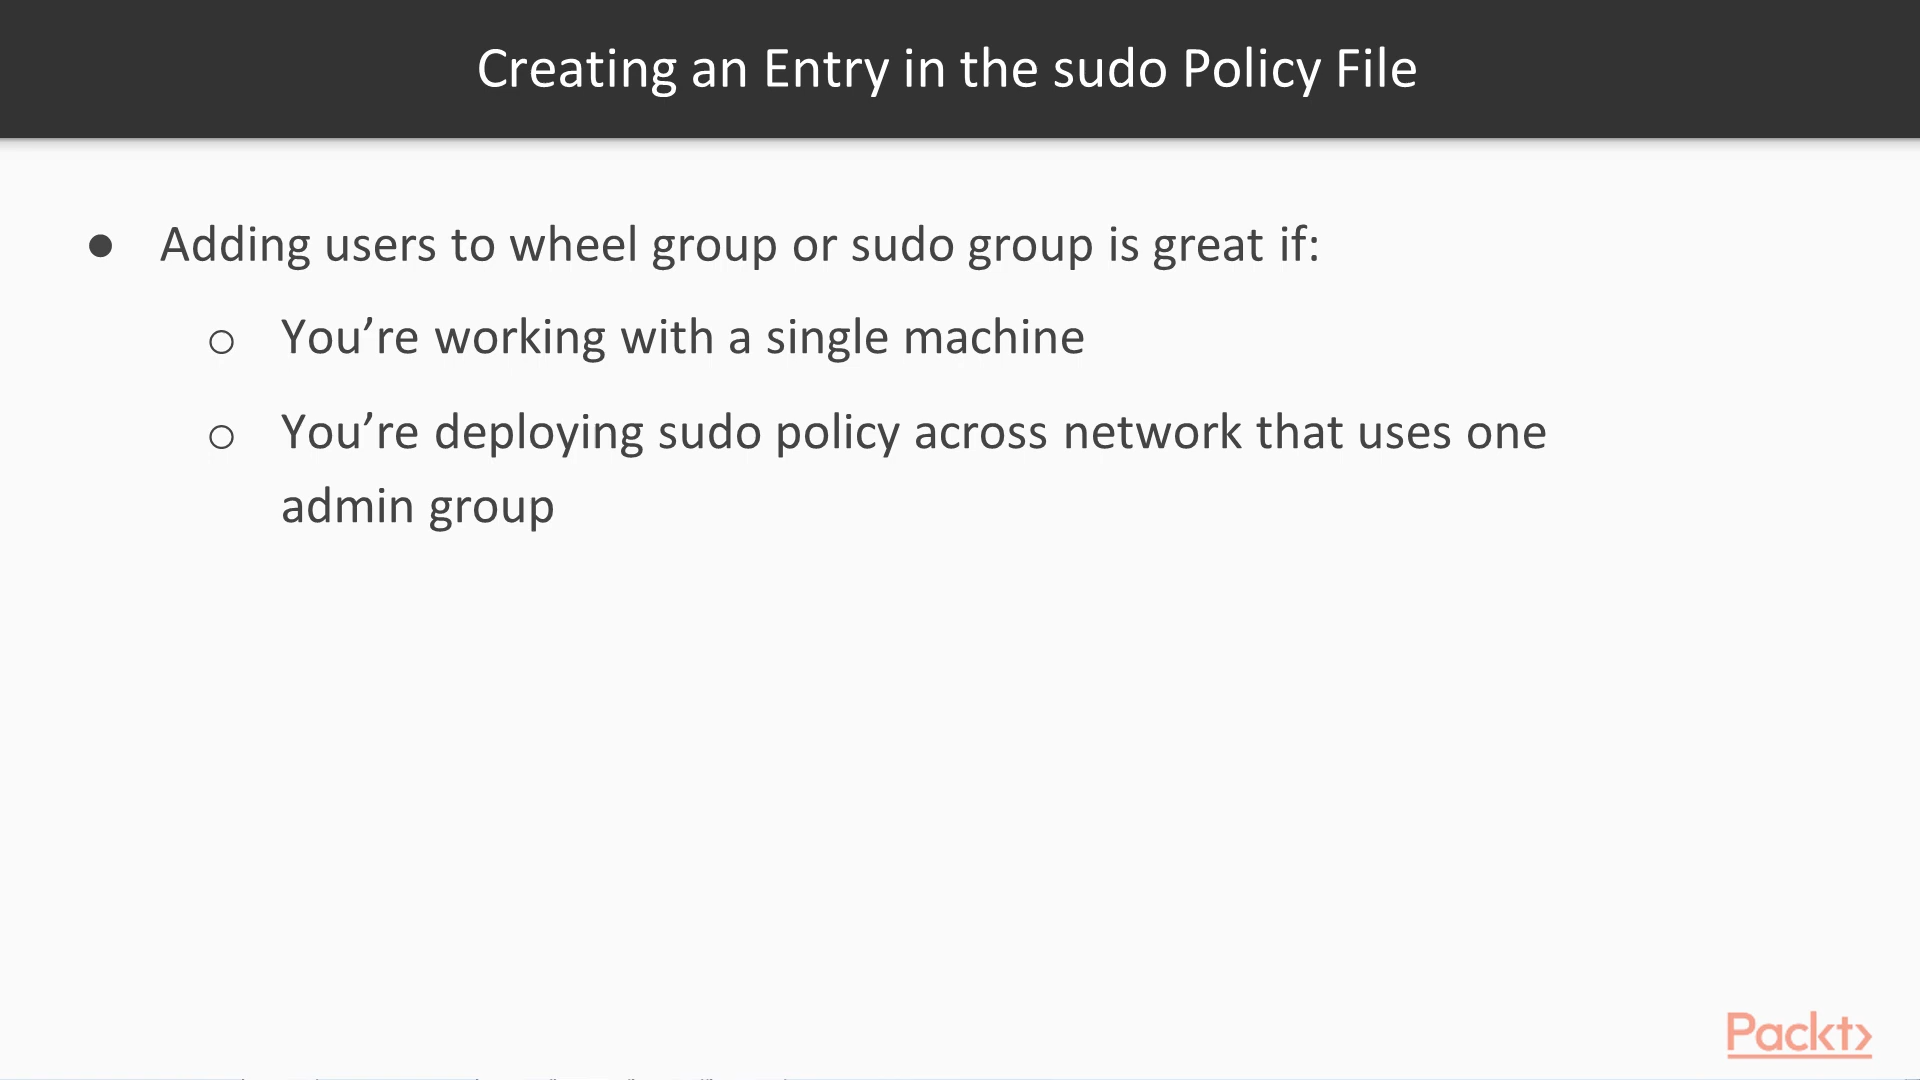 Creating an Entry in the sudo Policy File
● Adding users to wheel group or sudo group is great if:
○ You’re working with a single machine
○ You’re deploying sudo policy across network that uses one
admin group
Packt>